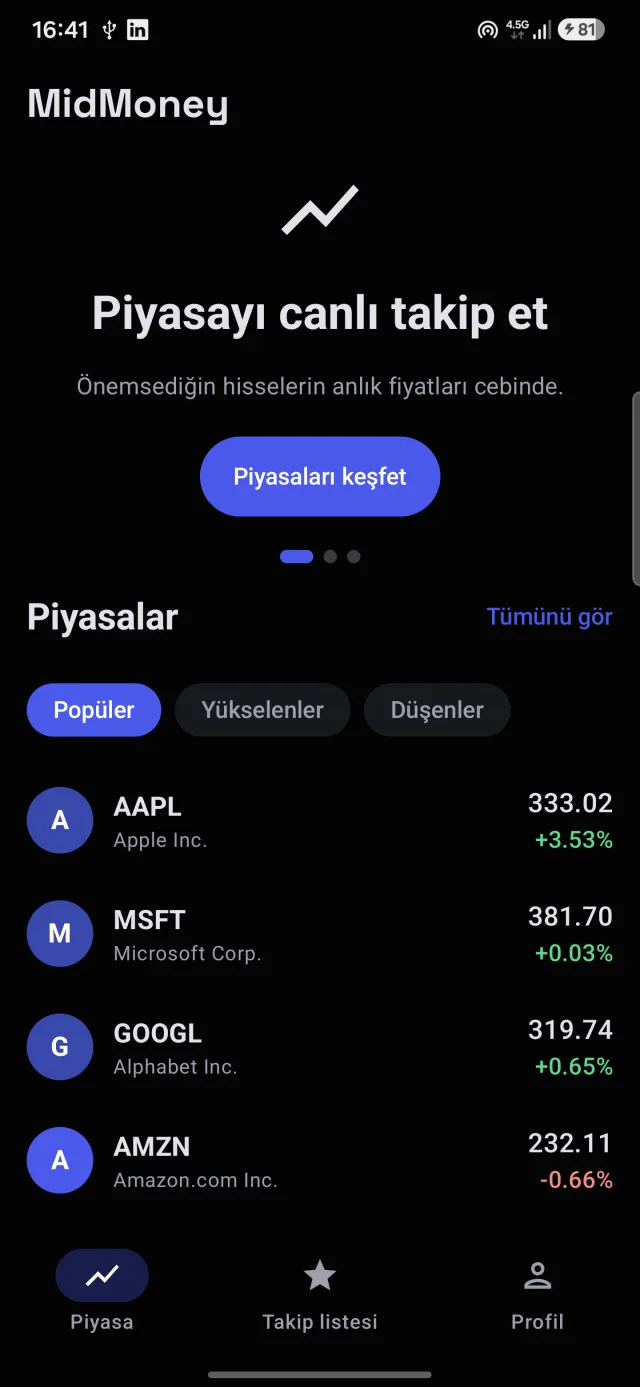 16:41
4.5G
81
MidMoney
Piyasayı canlı takip et
Önemsediğin hisselerin anlık fiyatları cebinde.
Piyasaları keşfet
Piyasalar
Tümünü gör
Popüler
Yükselenler
Düşenler
A
AAPL
333.02
Apple Inc.
+3.53%
M
MSFT
381.70
Microsoft Corp.
+0.03%
G
GOOGL
319.74
Alphabet Inc.
+0.65%
A
AMZN
232.11
Amazon.com Inc.
-0.66%
Piyasa
Takip listesi
Profil